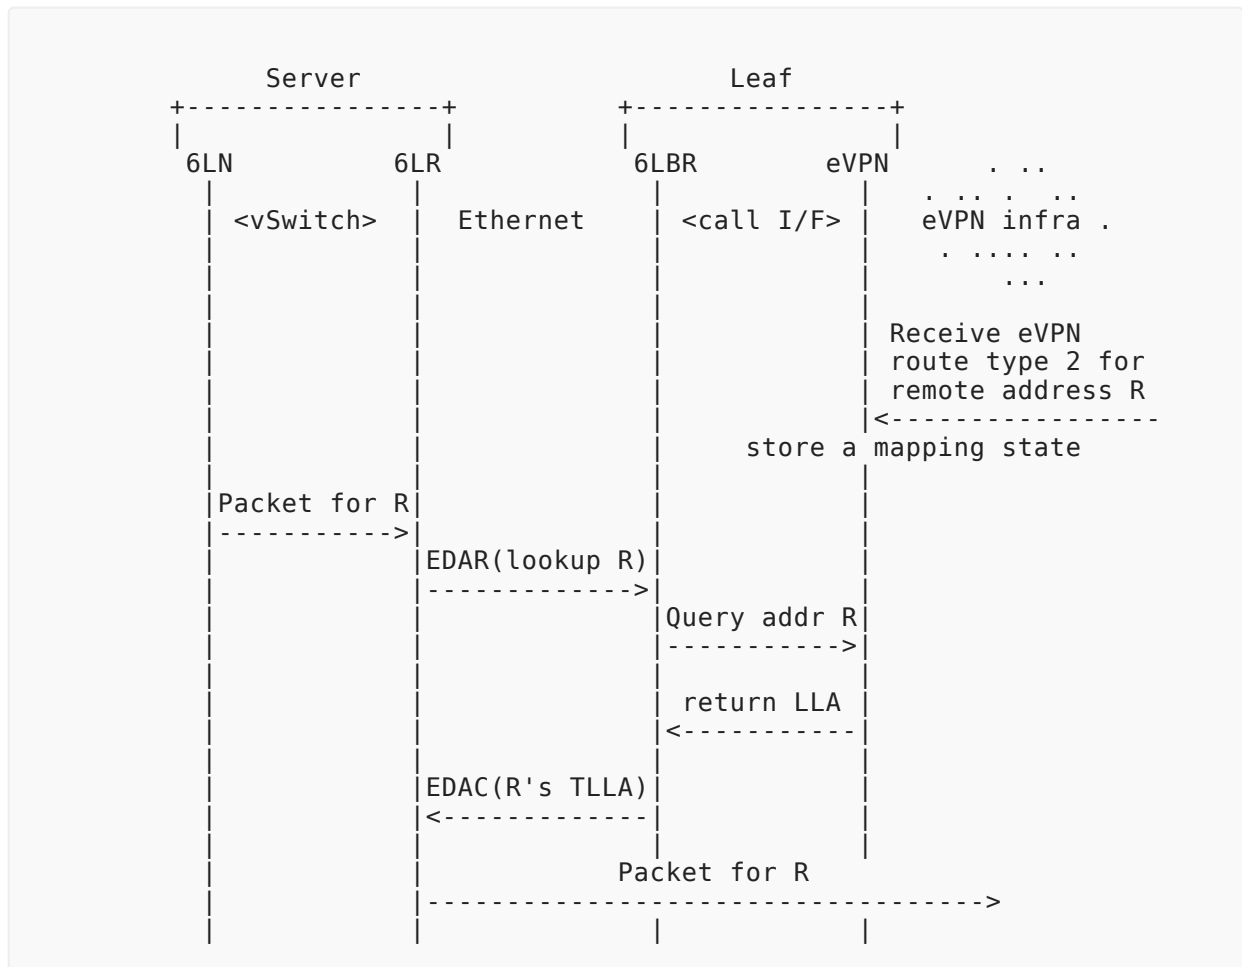 Server Leaf
+----------------+ +----------------+
| | | |
6LN 6LR 6LBR eVPN . ..
| | | | . .. . ..
| <vSwitch> | Ethernet | <call I/F> | eVPN infra .
| | | | . .... ..
| | | | ...
| | | |
| | | | Receive eVPN
| | | | route type 2 for
| | | | remote address R
| | | |<-----------------
| | | store a mapping state
| | | |
|Packet for R| | |
|----------->| | |
| |EDAR(lookup R)| |
| |------------->| |
| | |Query addr R|
| | |----------->|
| | | |
| | | return LLA |
| | |<-----------|
| | | |
| |EDAC(R's TLLA)| |
| |<-------------| |
| | | |
| | Packet for R
| |---------------------------------->
| | | |